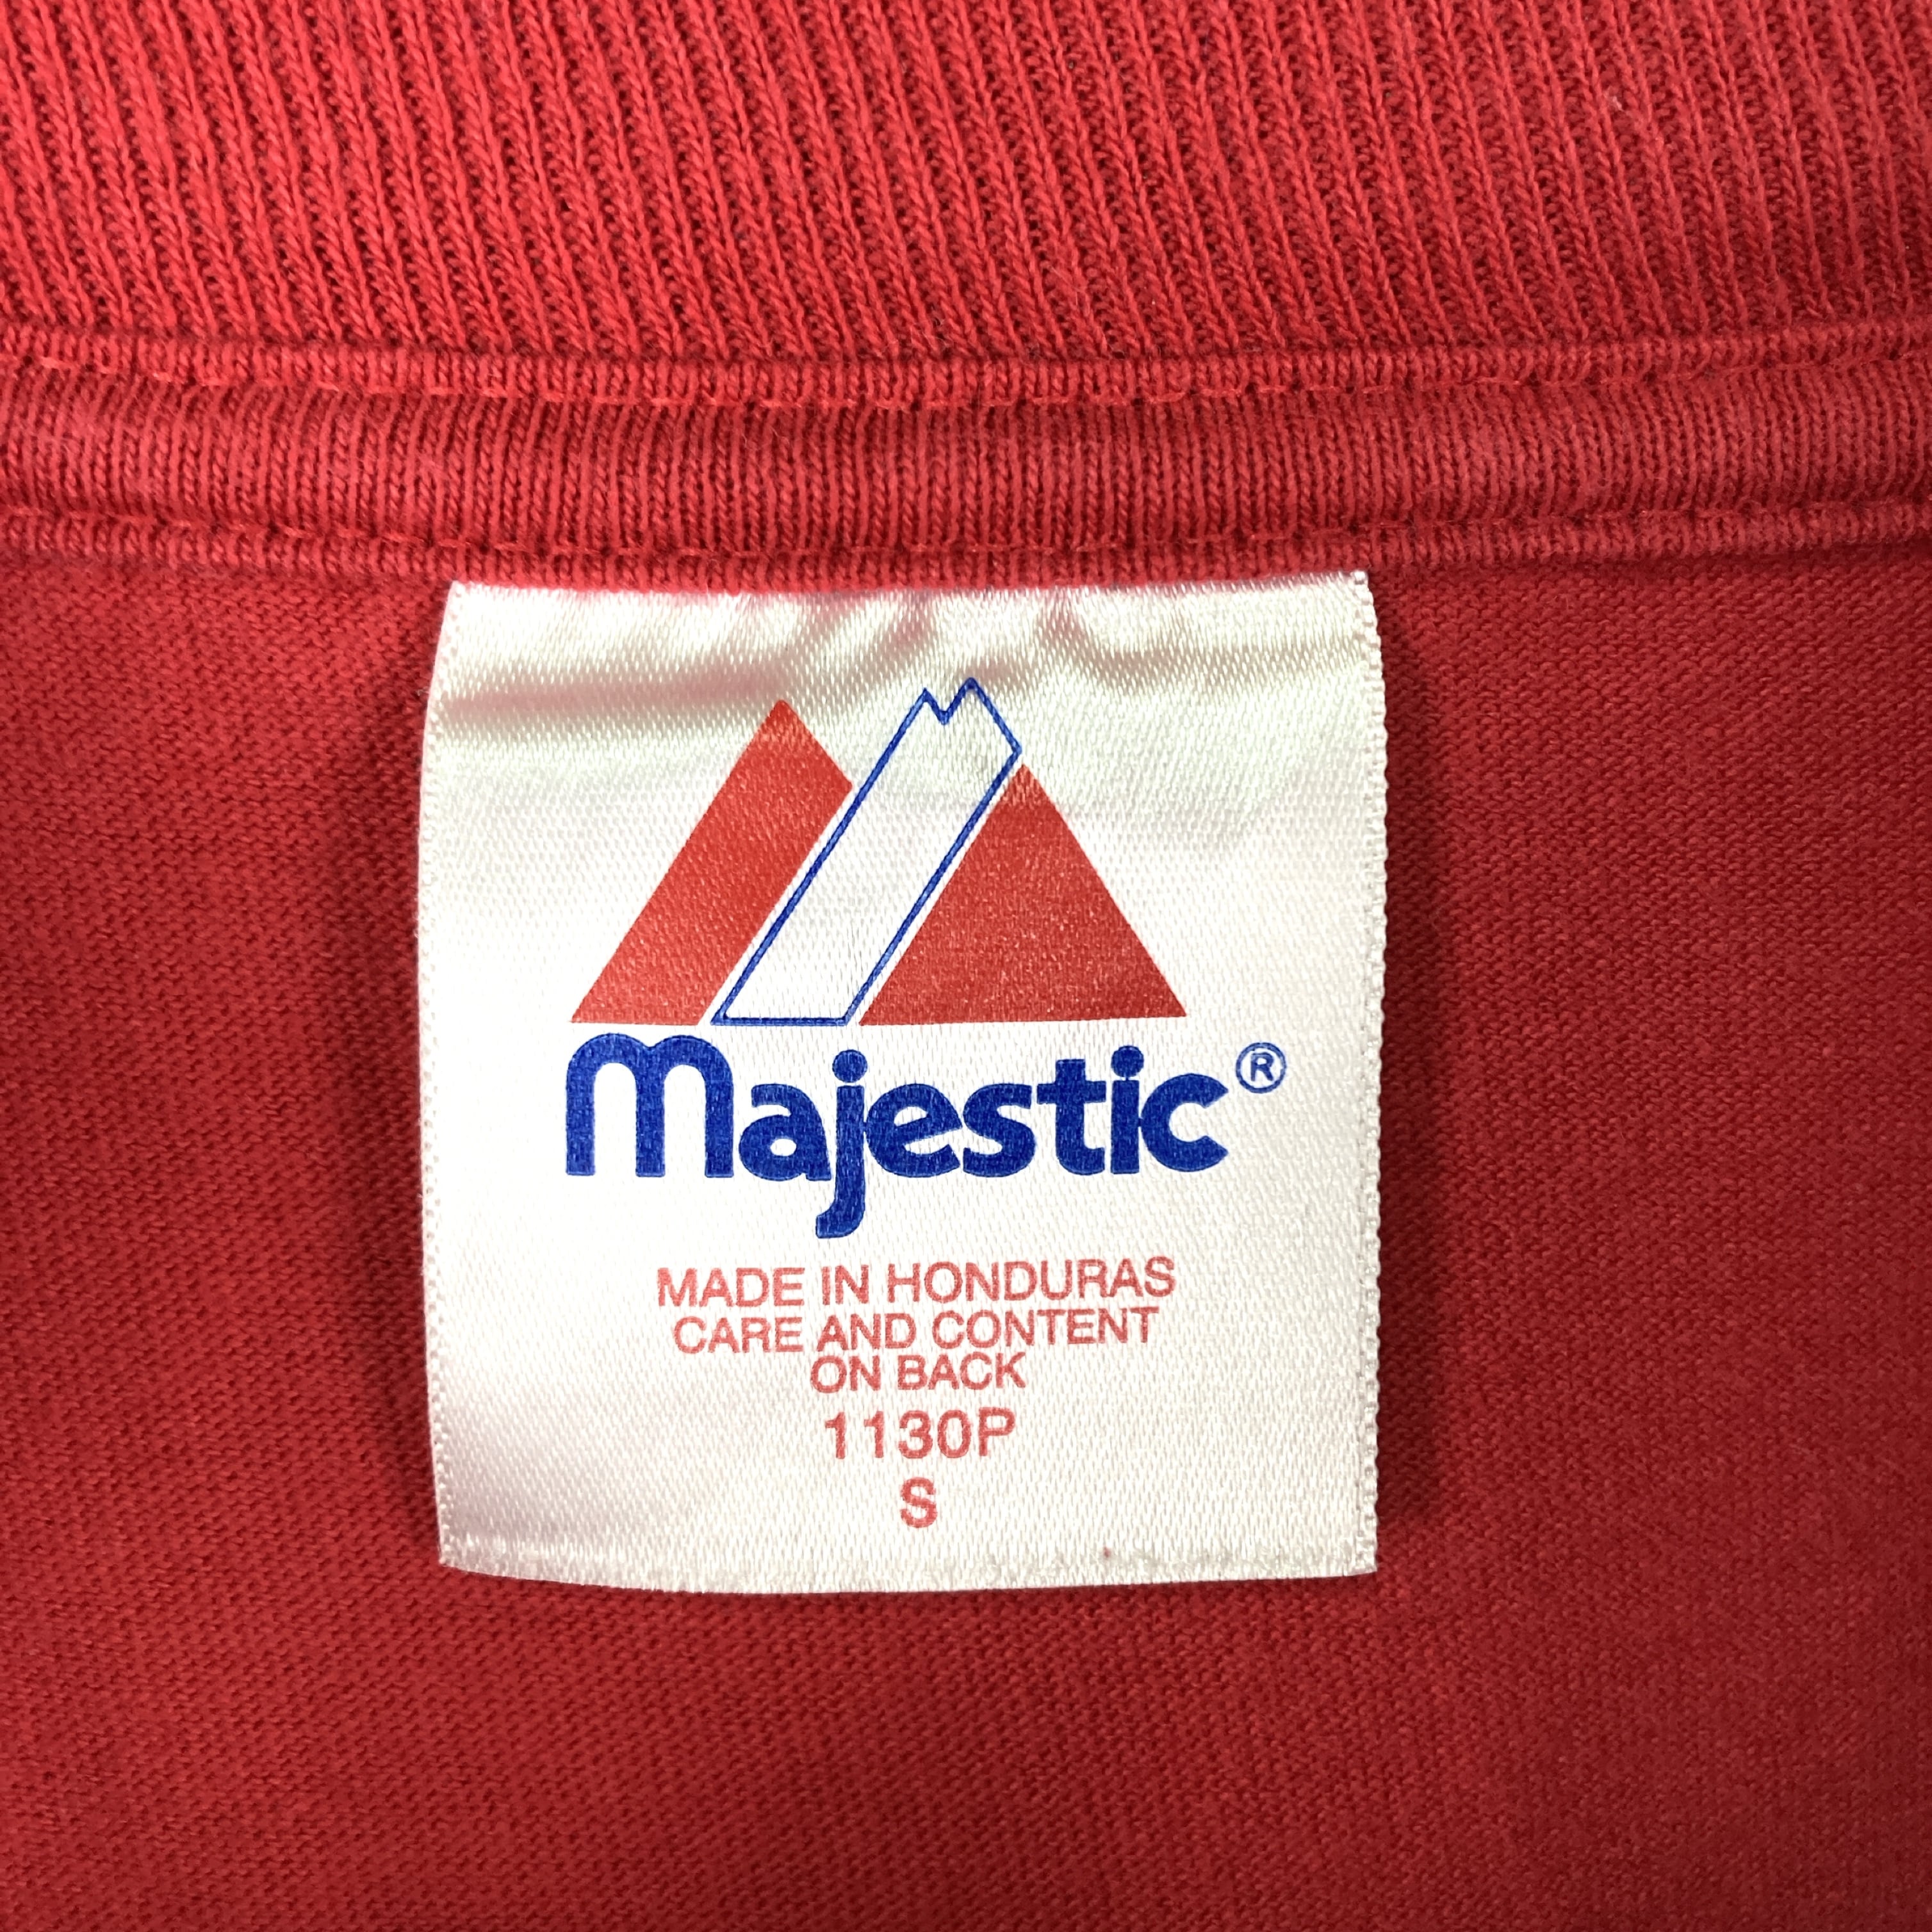 Majestic®
MADE IN HONDURAS
CARE AND CONTENT
ON BACK
1130P
S